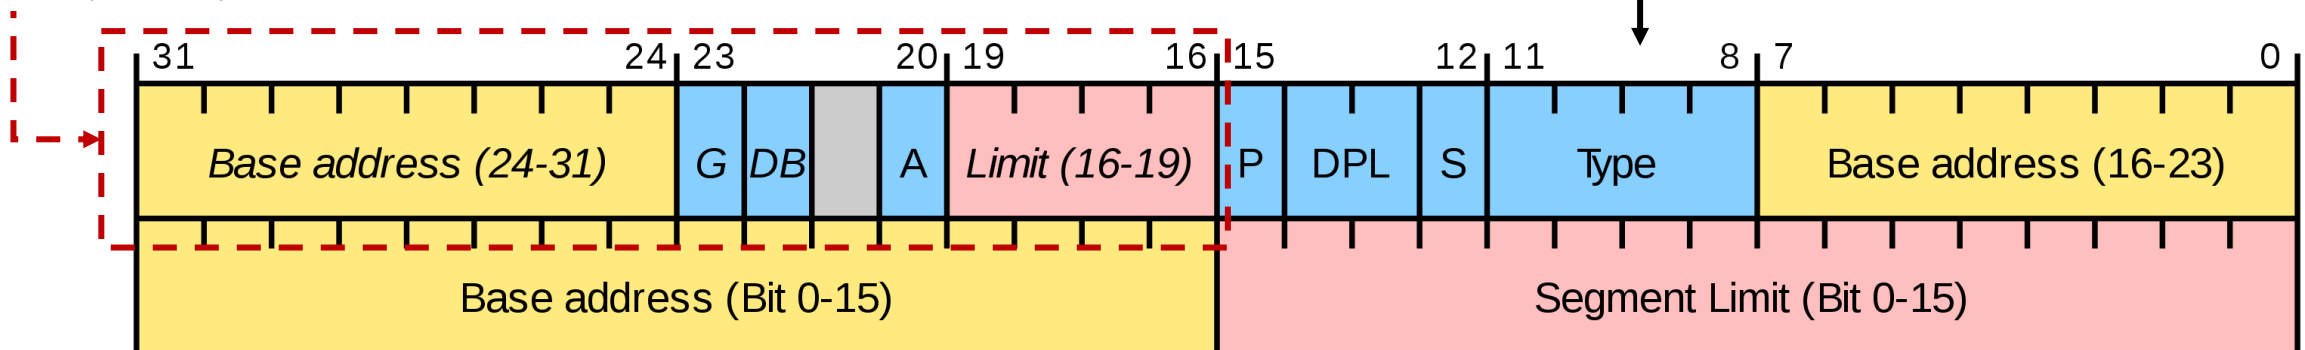 31 24 23 20 19 16 15 12 11 8 7 0
Base address (24-31) G DB A Limit (16-19) P DPL S Type Base address (16-23)
Base address (Bit 0-15) Segment Limit (Bit 0-15)